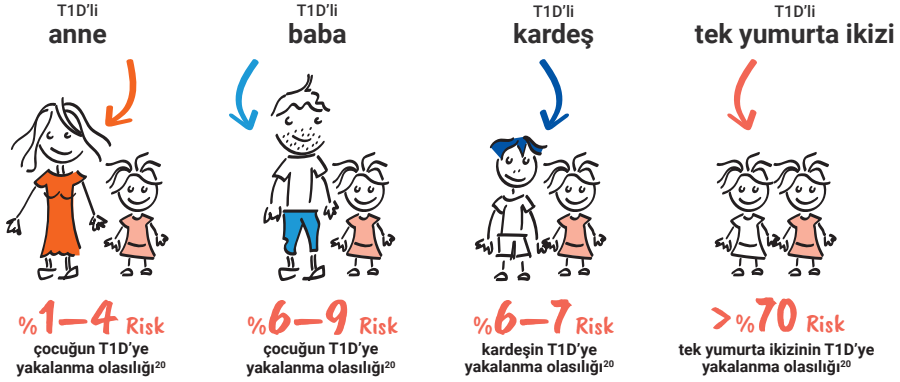 T1D'li
anne
%1–4 Risk
çocuğun T1D'ye
yakalanma olasılığı²⁰
T1D'li
baba
%6–9 Risk
çocuğun T1D'ye
yakalanma olasılığı²⁰
T1D'li
kardeş
%6–7 Risk
kardeşin T1D'ye
yakalanma olasılığı²⁰
T1D'li
tek yumurta ikizi
>%70 Risk
tek yumurta ikizinin T1D'ye
yakalanma olasılığı²⁰